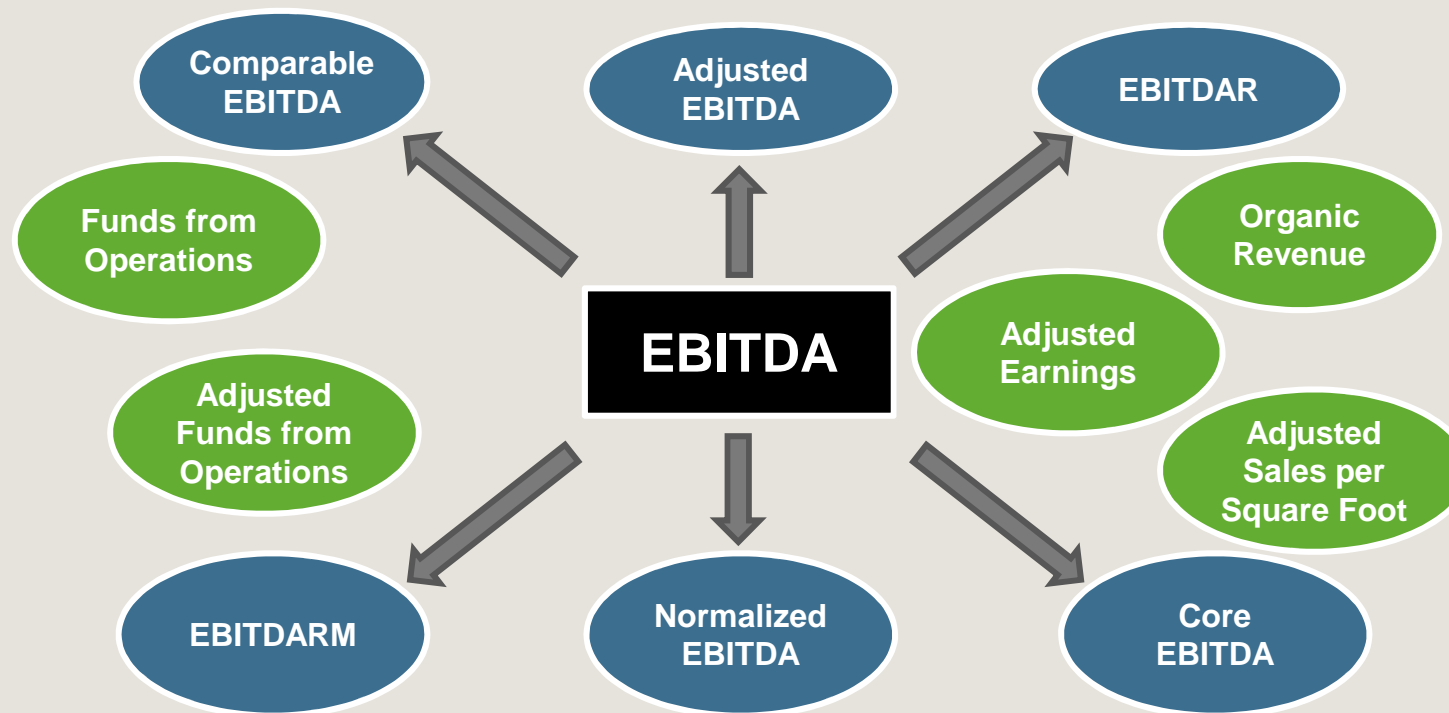 Comparable
EBITDA
Adjusted
EBITDA
EBITDAR
Funds from
Operations
Organic
Revenue
EBITDA
Adjusted
Earnings
Adjusted
Funds from
Operations
Adjusted
Sales per
Square Foot
EBITDARM
Normalized
EBITDA
Core
EBITDA